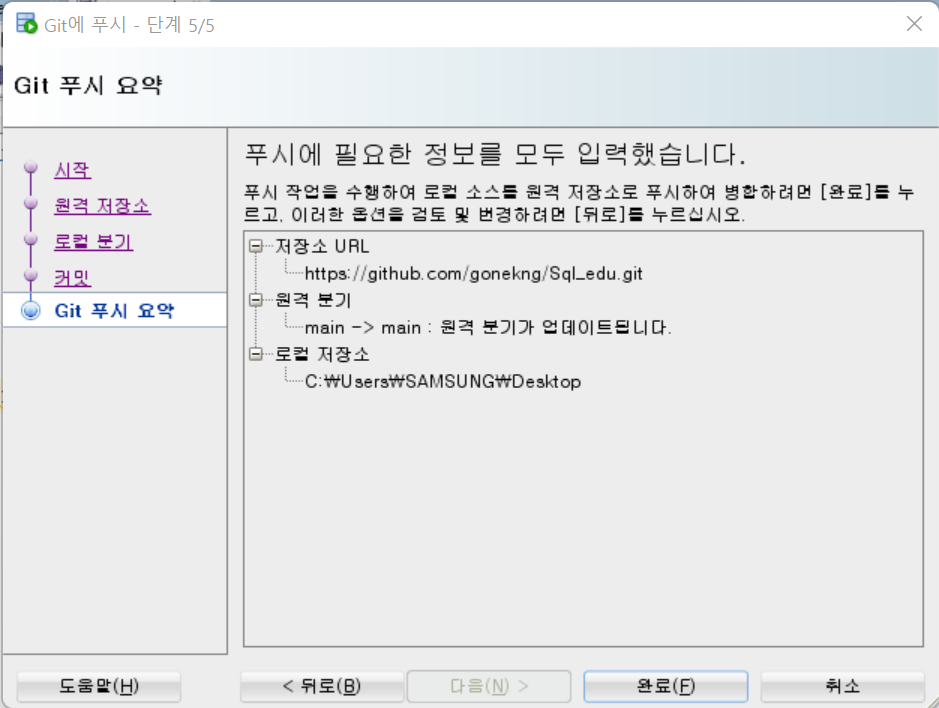 Git에 푸시 - 단계 5/5
Git 푸시 요약
시작
원격 저장소
로컬 분기
커밋
Git 푸시 요약
푸시에 필요한 정보를 모두 입력했습니다.
푸시 작업을 수행하여 로컬 소스를 원격 저장소로 푸시하여 병합하려면 [완료]를 누
르고, 이러한 옵션을 검토 및 변경하려면 [뒤로]를 누르십시오.
저장소 URL
https://github.com/gonekng/Sql_edu.git
원격 분기
main -> main : 원격 분기가 업데이트됩니다.
로컬 저장소
C:₩Users₩SAMSUNG₩Desktop
도움말(H)
< 뒤로(B)
다음(N) >
완료(F)
취소